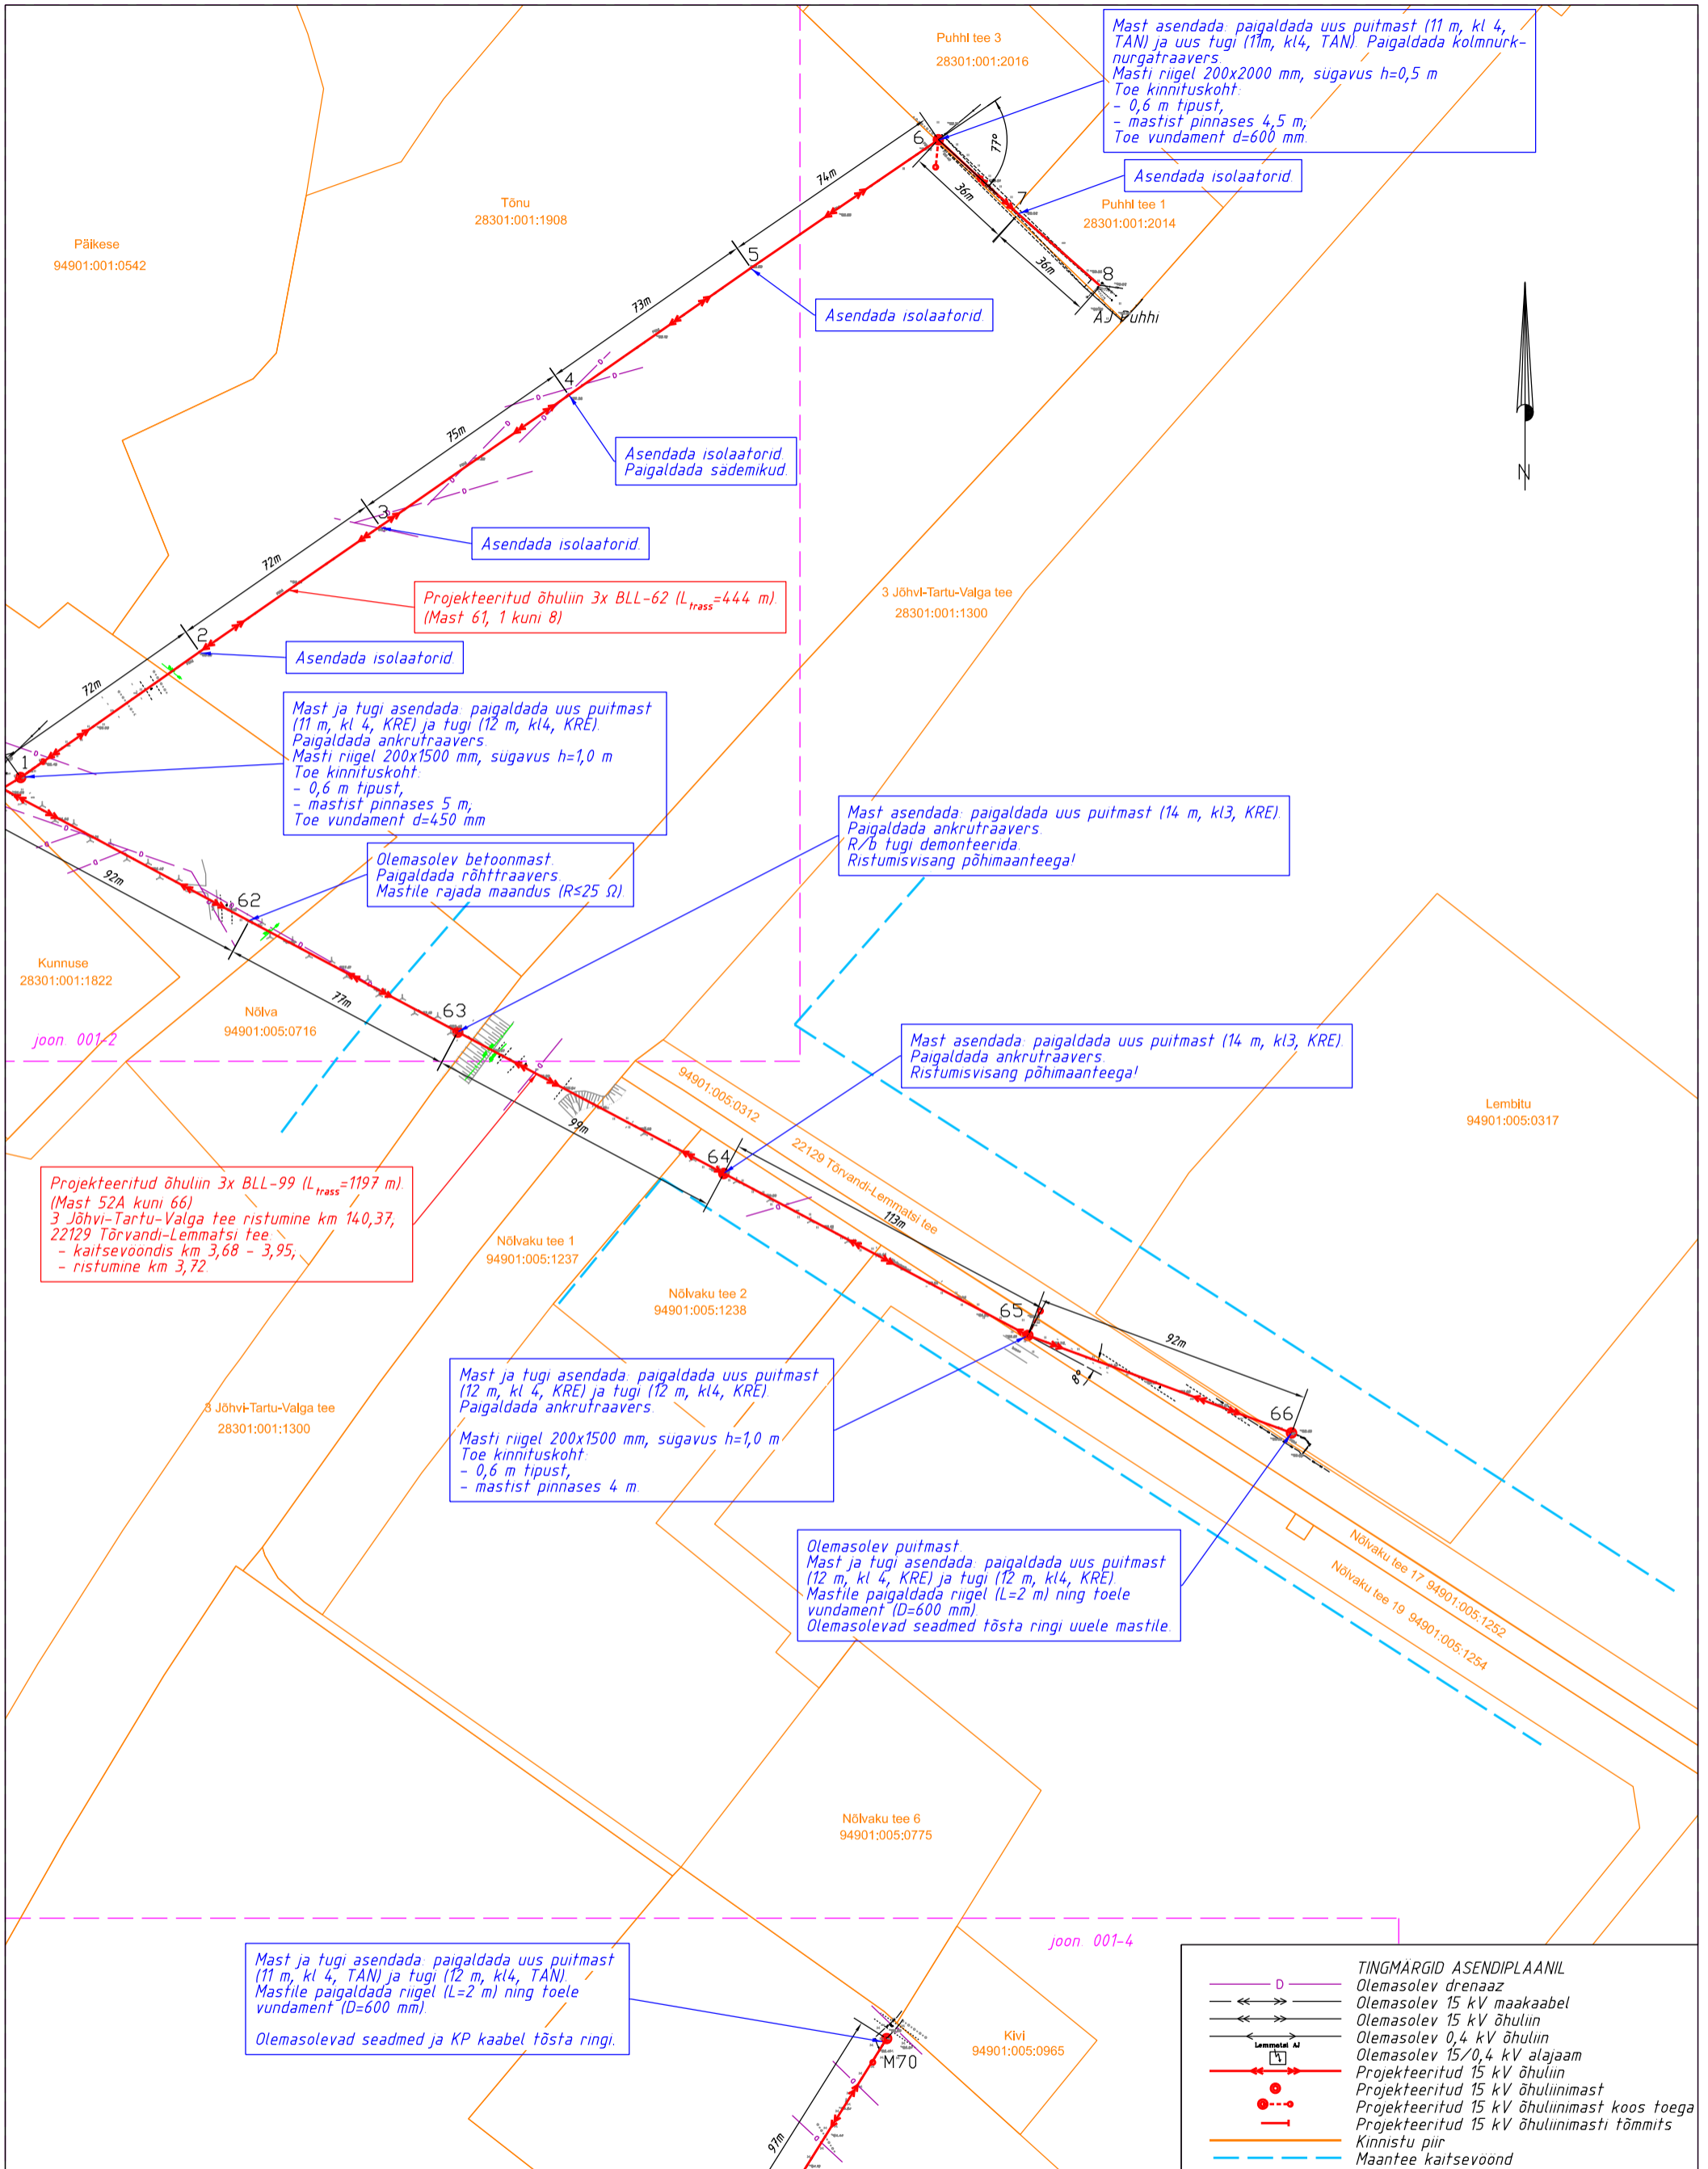 Puhhi tee 3
28301:001:2016
Mast asendada: paigaldada uus puitmast (11 m, kl 4,
TAN) ja uus tugi (11m, kl4, TAN). Paigaldada kolmnurk-
nurgatraavers.
Masti riigel 200x2000 mm, sügavus h=0,5 m
Toe kinnituskoht:
- 0,6 m tipust,
- mastist pinnases 4,5 m;
Toe vundament d=600 mm.
6
77°
74m
36m
7
Asendada isolaatorid.
Puhhi tee 1
28301:001:2014
36m
8
AJ Puhhi
Tõnu
28301:001:1908
Päikese
94901:001:0542
5
73m
Asendada isolaatorid.
4
75m
Asendada isolaatorid.
Paigaldada sädemikud.
N
3
72m
Asendada isolaatorid.
Projekteeritud õhuliin 3x BLL-62 (Ltrass=444 m).
(Mast 61, 1 kuni 8)
3 Jõhvi-Tartu-Valga tee
28301:001:1300
2
Asendada isolaatorid.
72m
Mast ja tugi asendada: paigaldada uus puitmast
(11 m, kl 4, KRE) ja tugi (12 m, kl4, KRE).
Paigaldada ankrutraavers.
Masti riigel 200x1500 mm, sügavus h=1,0 m
Toe kinnituskoht:
- 0,6 m tipust,
- mastist pinnases 5 m;
Toe vundament d=450 mm
1
Mast asendada: paigaldada uus puitmast (14 m, kl3, KRE).
Paigaldada ankrutraavers.
R/b tugi demonteerida.
Ristumisvisang põhimaanteega!
Olemasolev betoonmast.
Paigaldada rõhttraavers.
Mastile rajada maandus (R≤25 Ω).
92m
62
Kunnuse
28301:001:1822
77m
Nõlva
94901:005:0716
63
joon. 001-2
Mast asendada: paigaldada uus puitmast (14 m, kl3, KRE).
Paigaldada ankrutraavers.
Ristumisvisang põhimaanteega!
94901:005:0312
22129 Tõrvandi-Lemmatsi tee
Lembitu
94901:005:0317
99m
64
Projekteeritud õhuliin 3x BLL-99 (Ltrass=1197 m).
(Mast 52A kuni 66)
3 Jõhvi-Tartu-Valga tee ristumine km 140,37,
22129 Tõrvandi-Lemmatsi tee:
- kaitsevööndis km 3,68 - 3,95,
- ristumine km 3,72.
113m
Nõlvaku tee 1
94901:005:1237
Nõlvaku tee 2
94901:005:1238
65
92m
8°
Mast ja tugi asendada: paigaldada uus puitmast
(12 m, kl 4, KRE) ja tugi (12 m, kl4, KRE).
Paigaldada ankrutraavers.
Masti riigel 200x1500 mm, sügavus h=1,0 m
Toe kinnituskoht:
- 0,6 m tipust,
- mastist pinnases 4 m.
3 Jõhvi-Tartu-Valga tee
28301:001:1300
66
Olemasolev puitmast.
Mast ja tugi asendada: paigaldada uus puitmast
(12 m, kl 4, KRE) ja tugi (12 m, kl4, KRE).
Mastile paigaldada riigel (L=2 m) ning toele
vundament (D=600 mm).
Olemasolevad seadmed tõsta ringi uuele mastile.
Nõlvaku tee 17 94901:005:1252
Nõlvaku tee 19 94901:005:1254
Nõlvaku tee 6
94901:005:0775
joon. 001-4
Mast ja tugi asendada: paigaldada uus puitmast
(11 m, kl 4, TAN) ja tugi (12 m, kl4, TAN).
Mastile paigaldada riigel (L=2 m) ning toele
vundament (D=600 mm).
Olemasolevad seadmed ja KP kaabel tõsta ringi.
Kivi
94901:005:0965
M70
97m
TINGMÄRGID ASENDIPLAANIL
D Olemasolev drenaaz
Olemasolev 15 kV maakaabel
Olemasolev 15 kV õhuliin
Olemasolev 0,4 kV õhuliin
Lemmatsi AJ
Olemasolev 15/0,4 kV alajaam
Projekteeritud 15 kV õhuliin
Projekteeritud 15 kV õhuliinimast
Projekteeritud 15 kV õhuliinimast koos toega
Projekteeritud 15 kV õhuliinimasti tõmmits
Kinnistu piir
Maantee kaitsevöönd